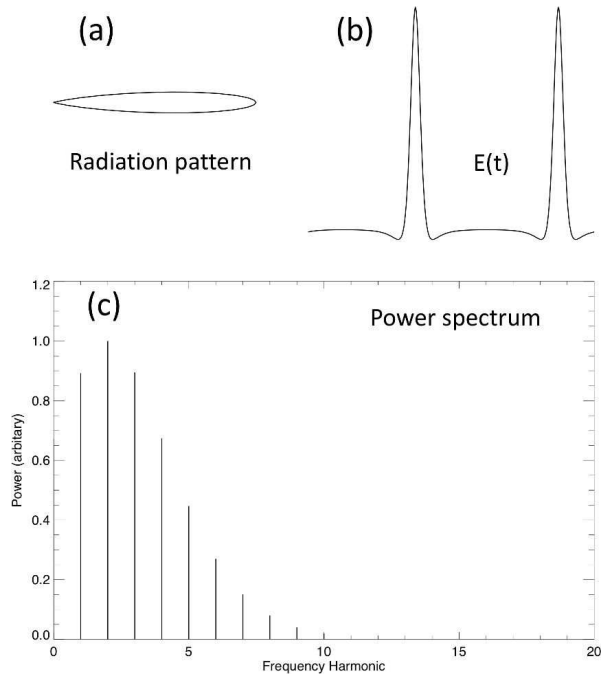 (a)
Radiation pattern
(b)
E(t)
(c)
Power spectrum
1.2
1.0
0.8
0.6
0.4
0.2
0.0
Power (arbitary)
0 5 10 15 20
Frequency Harmonic